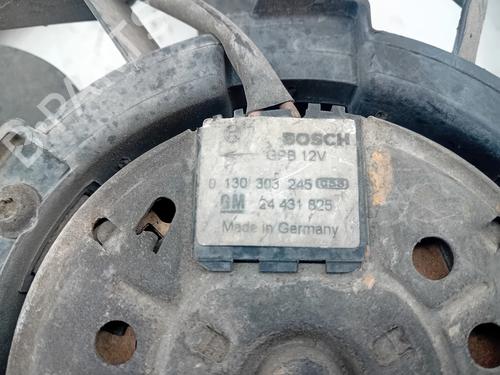 BOSCH
GPB 12V
0 130 303 245
GM 24 431 825
Made in Germany